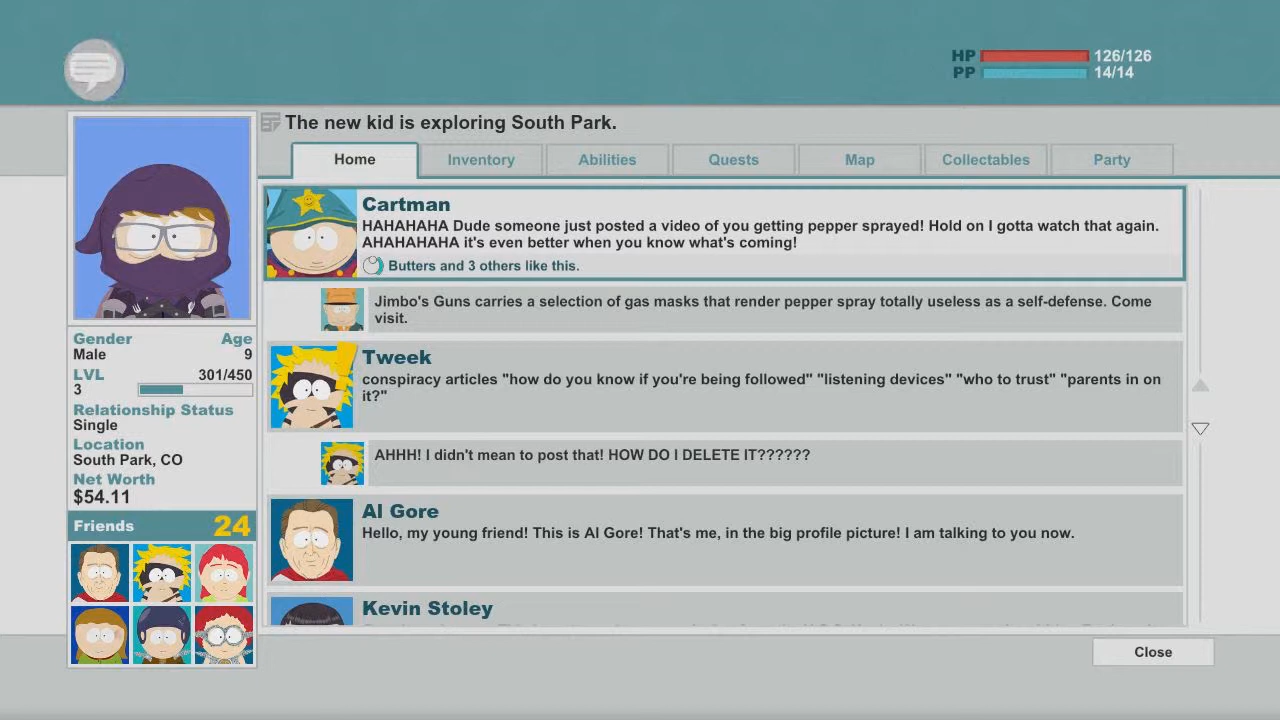 HP 126/126
PP 14/14
The new kid is exploring South Park.
Home Inventory Abilities Quests Map Collectables Party
Cartman
HAHAHAHA Dude someone just posted a video of you getting pepper sprayed! Hold on I gotta watch that again.
AHAHAHAHA it's even better when you know what's coming!
Butters and 3 others like this.
Jimbo's Guns carries a selection of gas masks that render pepper spray totally useless as a self-defense. Come
visit.
Tweek
conspiracy articles "how do you know if you're being followed" "listening devices" "who to trust" "parents in on
it?"
AHHH! I didn't mean to post that! HOW DO I DELETE IT??????
Al Gore
Hello, my young friend! This is Al Gore! That's me, in the big profile picture! I am talking to you now.
Kevin Stoley
Gender Age
Male 9
LVL 301/450
3
Relationship Status
Single
Location
South Park, CO
Net Worth
$54.11
Friends 24
Close